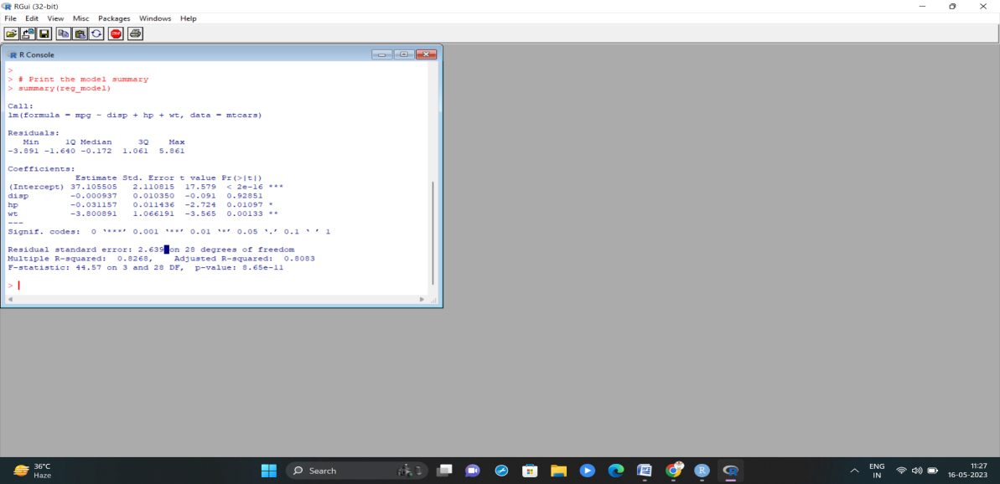 RGui (32-bit)
File Edit View Misc Packages Windows Help
R Console
>
> # Print the model summary
> summary(reg_model)
Call:
lm(formula = mpg ~ disp + hp + wt, data = mtcars)
Residuals:
Min 1Q Median 3Q Max
-3.891 -1.640 -0.172 1.061 5.861
Coefficients:
Estimate Std. Error t value Pr(>|t|)
(Intercept) 37.105505 2.110815 17.579 < 2e-16 ***
disp -0.000937 0.010350 -0.091 0.92851
hp -0.031157 0.011436 -2.724 0.01097 *
wt -3.800891 1.066191 -3.565 0.00133 **
---
Signif. codes: 0 ‘***’ 0.001 ‘**’ 0.01 ‘*’ 0.05 ‘.’ 0.1 ‘ ’ 1
Residual standard error: 2.639 on 28 degrees of freedom
Multiple R-squared: 0.8268, Adjusted R-squared: 0.8083
F-statistic: 44.57 on 3 and 28 DF, p-value: 8.65e-11
>
36°C
Haze
Search
ENG
IN
11:27
16-05-2023